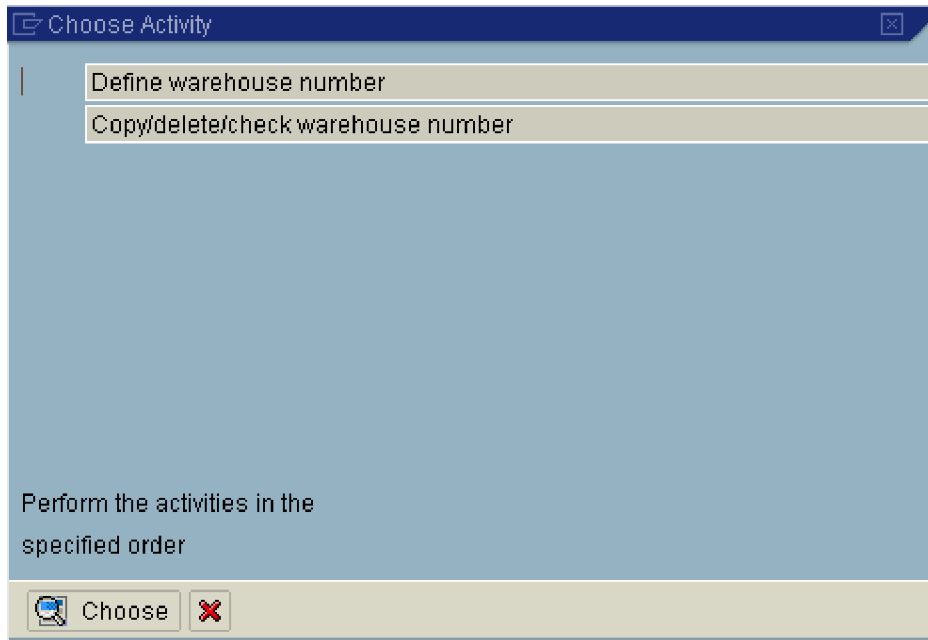 Choose Activity
Define warehouse number
Copy/delete/check warehouse number
Perform the activities in the
specified order
Choose